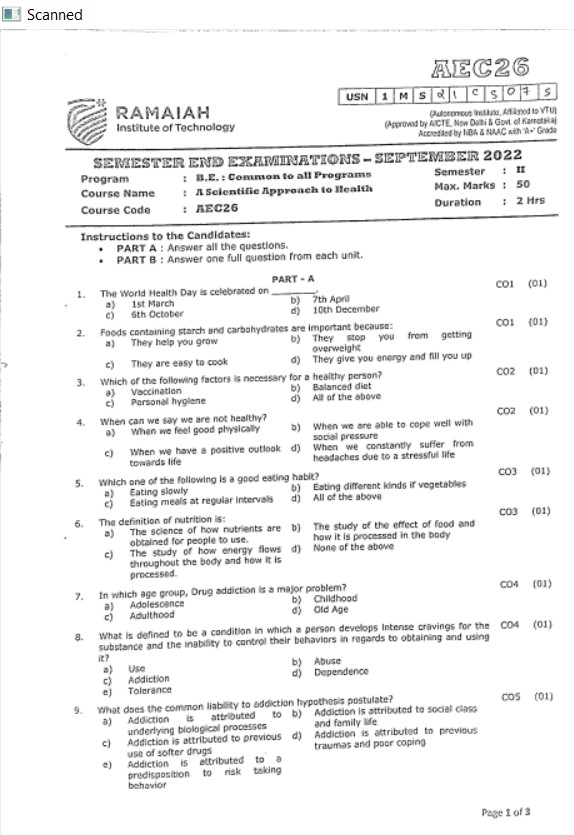 Scanned
AEC26
USN 1 M S 2 1 C S 0 7 5
RAMAIAH
Institute of Technology
(Autonomous Institute, Affiliated to VTU)
(Approved by AICTE, New Delhi & Govt. of Karnataka)
Accredited by NBA & NAAC with 'A+' Grade
SEMESTER END EXAMINATIONS – SEPTEMBER 2022
Program : B.E. : Common to all Programs Semester : II
Course Name : A Scientific Approach to Health Max. Marks : 50
Course Code : AEC26 Duration : 2 Hrs
Instructions to the Candidates:
• PART A : Answer all the questions.
• PART B : Answer one full question from each unit.
PART - A
1. The World Health Day is celebrated on ________. CO1 (01)
a) 1st March b) 7th April
c) 6th October d) 10th December
2. Foods containing starch and carbohydrates are important because: CO1 (01)
a) They help you grow b) They stop you from getting
overweight
c) They are easy to cook d) They give you energy and fill you up
3. Which of the following factors is necessary for a healthy person? CO2 (01)
a) Vaccination b) Balanced diet
c) Personal hygiene d) All of the above
4. When can we say we are not healthy? CO2 (01)
a) When we feel good physically b) When we are able to cope well with
social pressure
c) When we have a positive outlook d) When we constantly suffer from
towards life headaches due to a stressful life
5. Which one of the following is a good eating habit? CO3 (01)
a) Eating slowly b) Eating different kinds if vegetables
c) Eating meals at regular intervals d) All of the above
6. The definition of nutrition is: CO3 (01)
a) The science of how nutrients are b) The study of the effect of food and
obtained for people to use. how it is processed in the body
c) The study of how energy flows d) None of the above
throughout the body and how it is
processed.
7. In which age group, Drug addiction is a major problem? CO4 (01)
a) Adolescence b) Childhood
c) Adulthood d) Old Age
8. What is defined to be a condition in which a person develops intense cravings for the CO4 (01)
substance and the inability to control their behaviors in regards to obtaining and using
it?
a) Use b) Abuse
c) Addiction d) Dependence
e) Tolerance
9. What does the common liability to addiction hypothesis postulate? CO5 (01)
a) Addiction is attributed to b) Addiction is attributed to social class
underlying biological processes and family life
c) Addiction is attributed to previous d) Addiction is attributed to previous
use of softer drugs traumas and poor coping
e) Addiction is attributed to a
predisposition to risk taking
behavior
Page 1 of 3